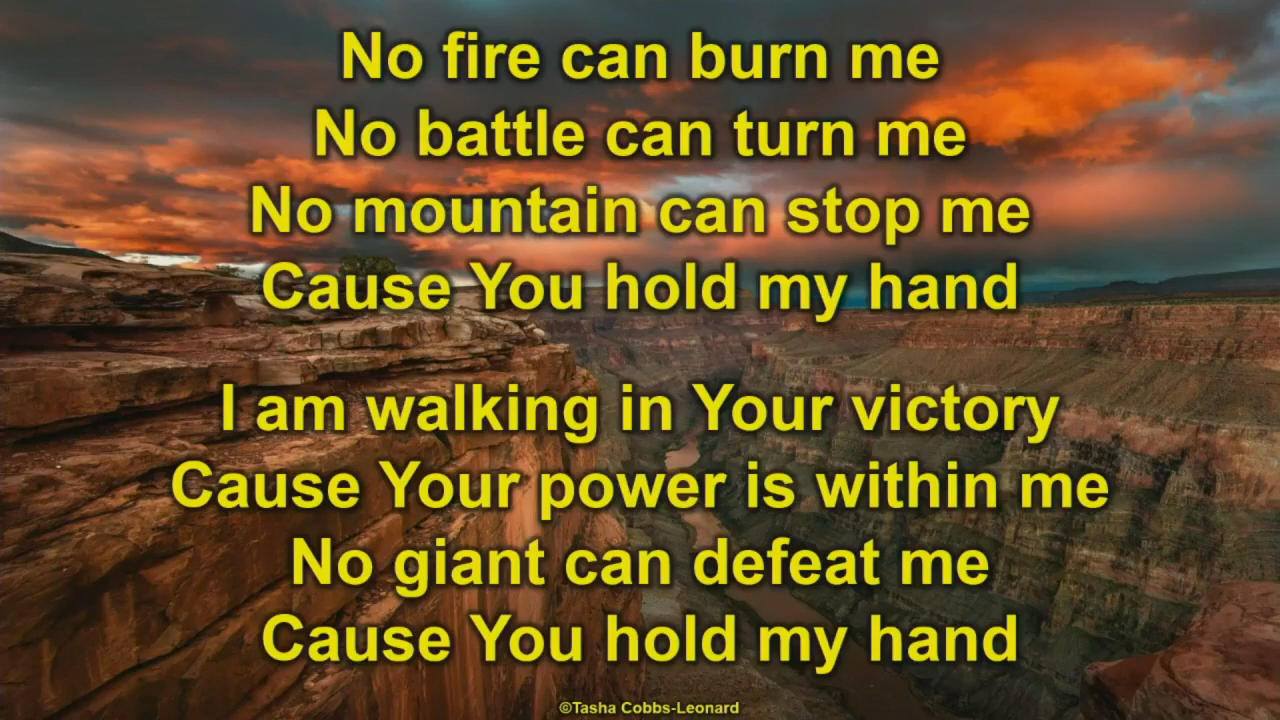 No fire can burn me
No battle can turn me
No mountain can stop me
Cause You hold my hand
I am walking in Your victory
Cause Your power is within me
No giant can defeat me
Cause You hold my hand
©Tasha Cobbs-Leonard